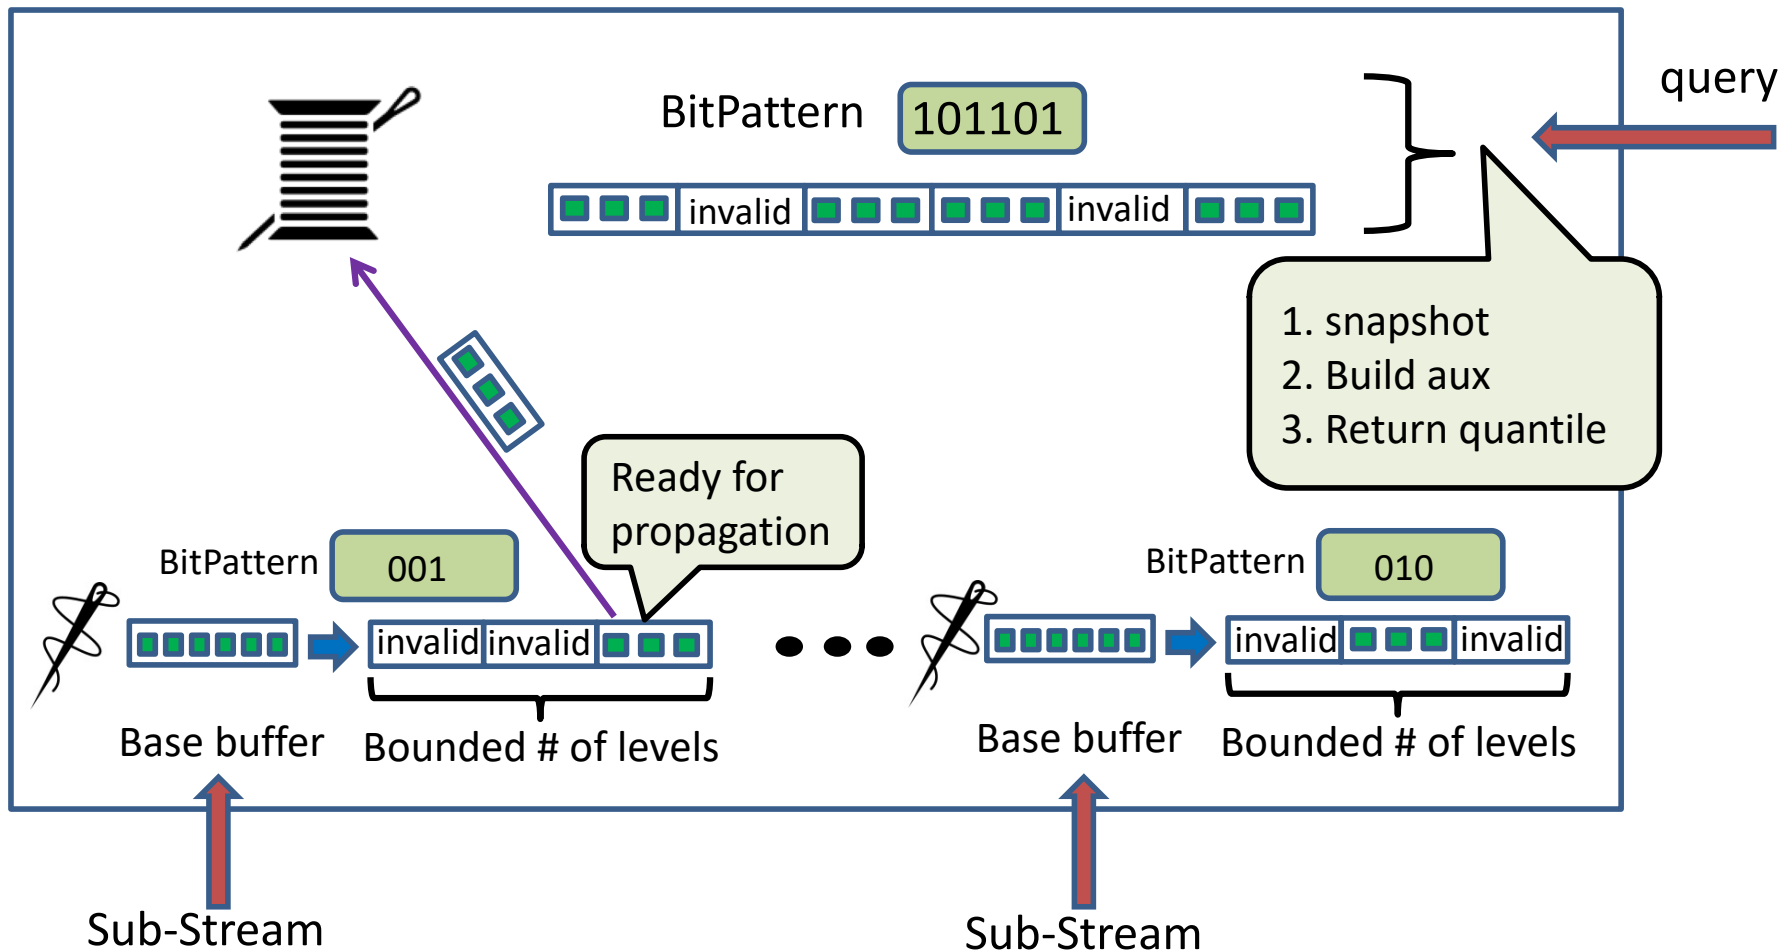 query
BitPattern 101101
invalid invalid
1. snapshot
2. Build aux
3. Return quantile
Ready for
propagation
BitPattern 001
BitPattern 010
invalid invalid
invalid invalid
Base buffer
Bounded # of levels
Base buffer
Bounded # of levels
Sub-Stream
Sub-Stream